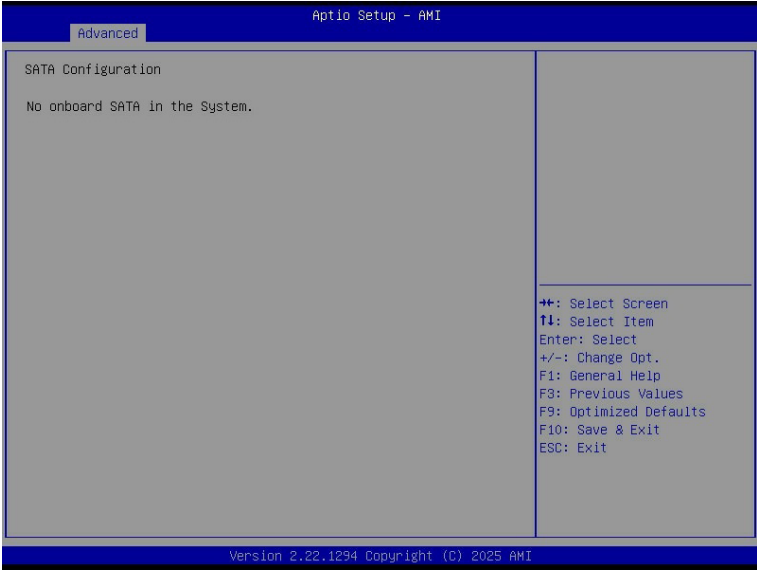 Aptio Setup – AMI
Advanced
SATA Configuration
No onboard SATA in the System.
→←: Select Screen
↑↓: Select Item
Enter: Select
+/-: Change Opt.
F1: General Help
F3: Previous Values
F9: Optimized Defaults
F10: Save & Exit
ESC: Exit
Version 2.22.1294 Copyright (C) 2025 AMI